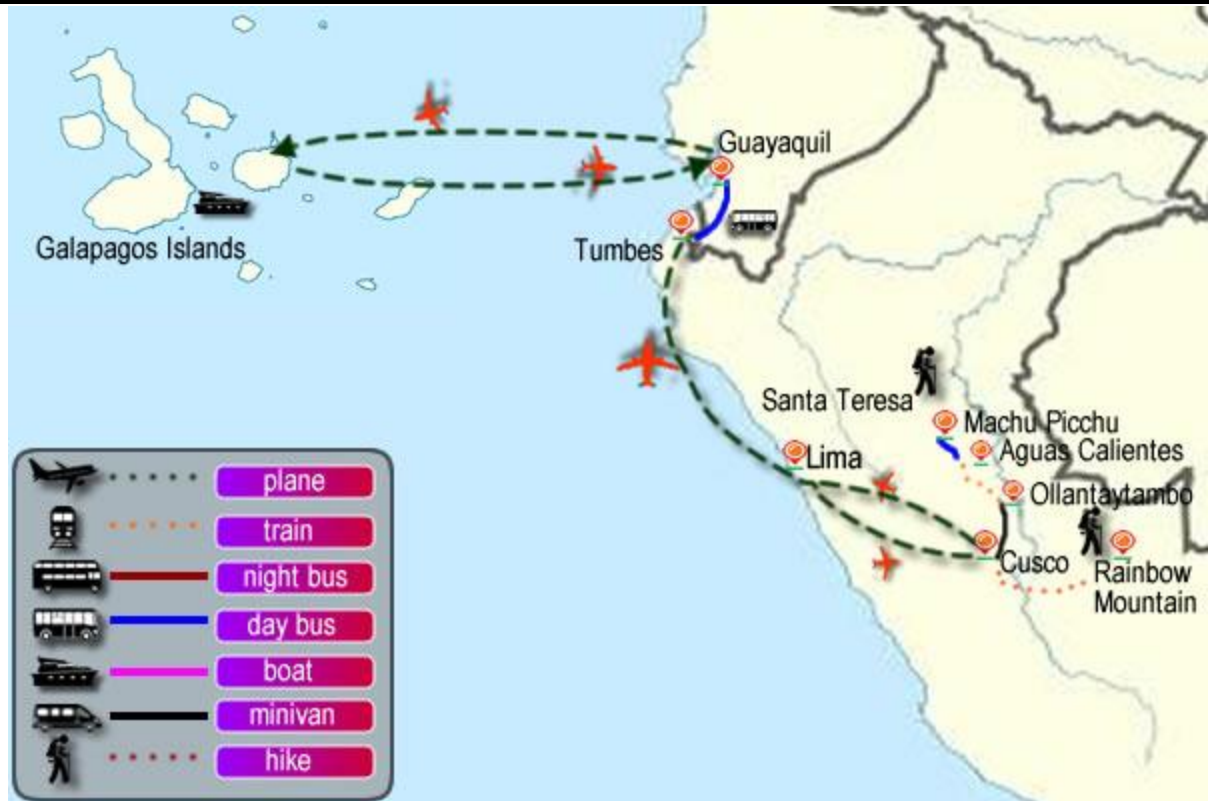 Guayaquil
Galapagos Islands
Tumbes
Santa Teresa
Machu Picchu
Aguas Calientes
Lima
Ollantaytambo
Cusco
Rainbow
Mountain
plane
train
night bus
day bus
boat
minivan
hike